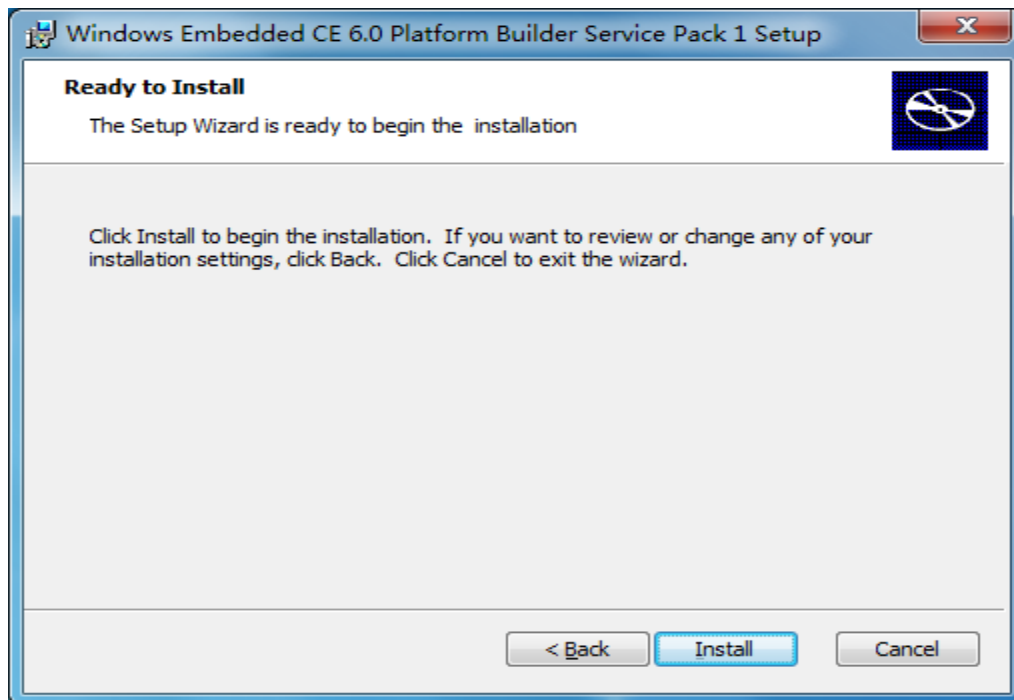 Windows Embedded CE 6.0 Platform Builder Service Pack 1 Setup
Ready to Install
The Setup Wizard is ready to begin the  installation
Click Install to begin the installation.  If you want to review or change any of your
installation settings, click Back.  Click Cancel to exit the wizard.
< Back
Install
Cancel